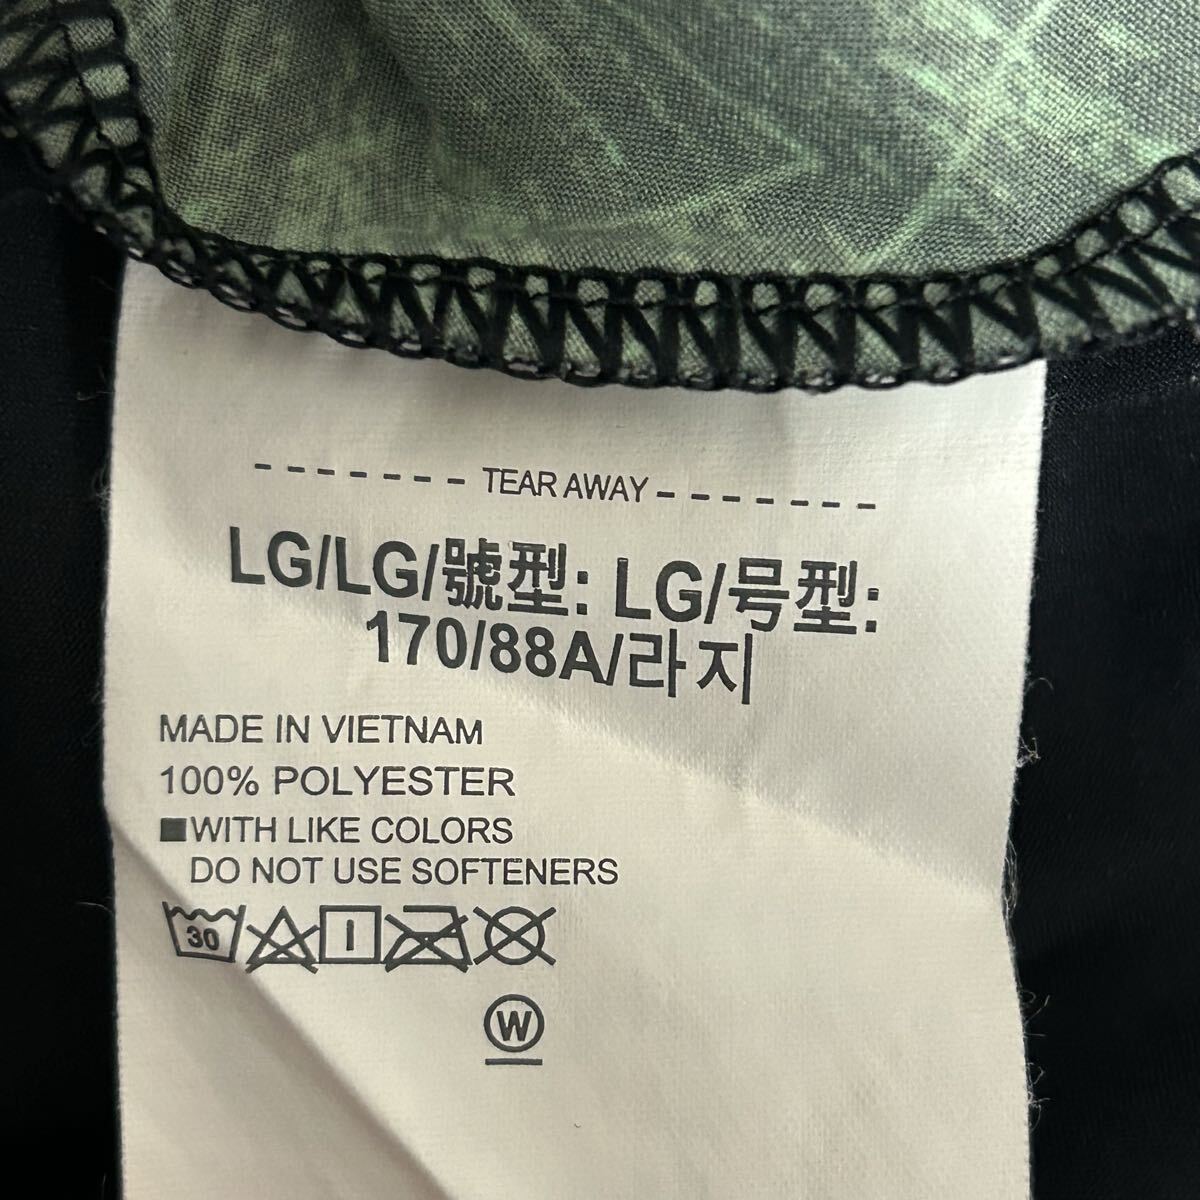 ------- TEAR AWAY -------
LG/LG/號型: LG/号型:
170/88A/라지
MADE IN VIETNAM
100% POLYESTER
■WITH LIKE COLORS
DO NOT USE SOFTENERS
30
W